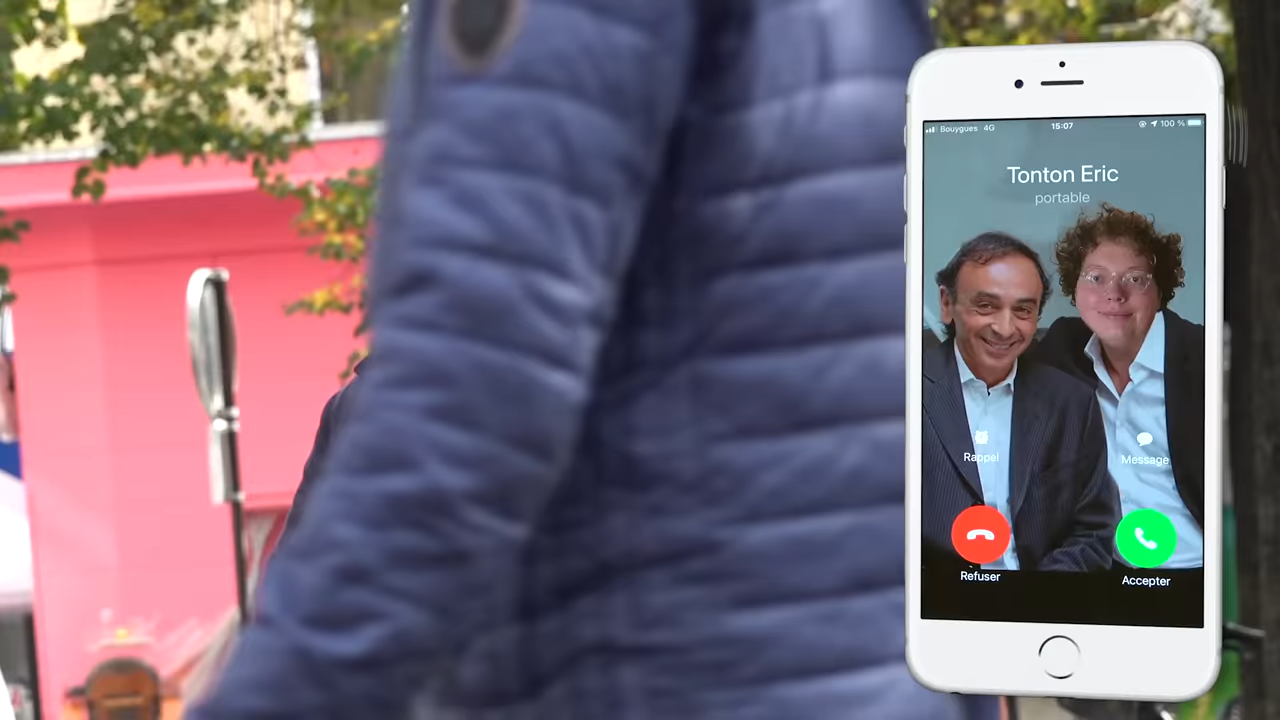 Bouygues 4G 15:07 100 %
Tonton Eric
portable
Rappel Message
Refuser Accepter